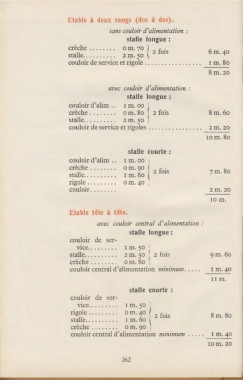 Etable à deux rangs (dos à dos).
sans couloir d'alimentation :
stalle longue :
crèche ........ 0 m. 70
stalle.......... 2 m. 50 } 2 fois 6 m. 40
couloir de service et rigole ................ 1 m. 80
8 m. 20
avec couloir d'alimentation :
stalle longue :
couloir d'alim .. 1 m. 00
crèche ........ 0 m. 80 } 2 fois 8 m. 60
stalle.......... 2 m. 50
couloir de service et rigoles ............... 2 m. 20
10 m. 80
stalle courte :
couloir d'alim .. 1 m. 00
crèche ........ 0 m. 90
stalle.......... 1 m. 60 } 2 fois 7 m. 80
rigole ......... 0 m. 40
couloir.......... 2 m. 20
10 m.
Etable tête à tête.
avec couloir central d'alimentation :
stalle longue :
couloir de ser-
vice.......... 1 m. 50
stalle.......... 2 m. 50 } 2 fois 9 m. 60
crèche ........ 0 m. 80
couloir central d'alimentation minimum..... 1 m. 40
11 m.
stalle courte :
couloir de ser-
vice.......... 1 m. 50
rigole ......... 0 m. 40
stalle.......... 1 m. 60 } 2 fois 8 m. 80
crèche ........ 0 m. 90
couloir central d'alimentation minimum ..... 1 m. 40
10 m. 20
262